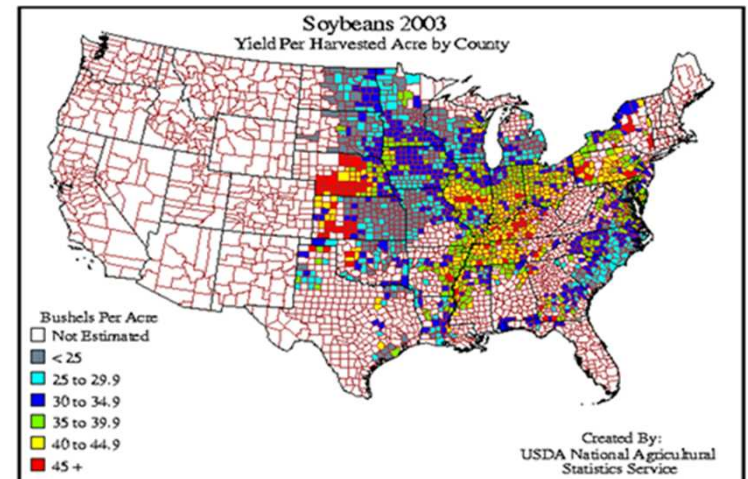 Soybeans 2003
Yield Per Harvested Acre by County
Bushels Per Acre
Not Estimated
< 25
25 to 29.9
30 to 34.9
35 to 39.9
40 to 44.9
45 +
Created By:
USDA National Agricultural
Statistics Service